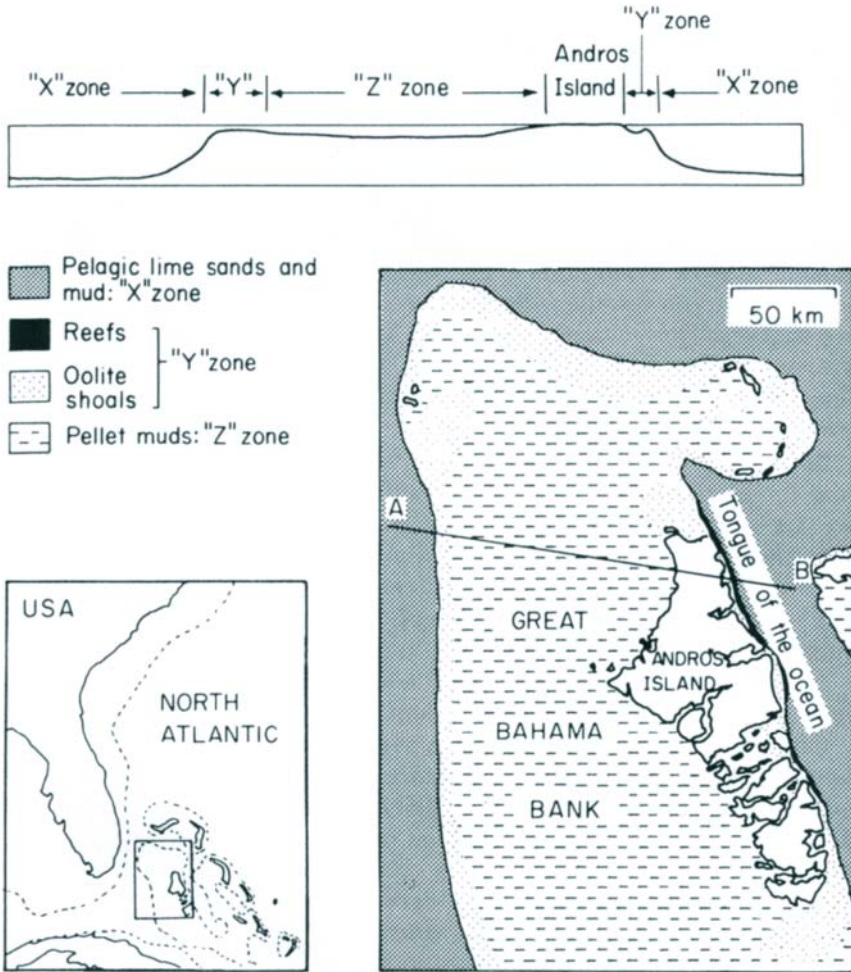 "Y" zone
Andros
"X" zone
"Y"
"Z" zone
Island
"X" zone
Pelagic lime sands and
mud: "X" zone
Reefs
"Y" zone
Oolite
shoals
Pellet muds: "Z" zone
50 km
A
B
Tongue of the ocean
GREAT
ANDROS
ISLAND
BAHAMA
BANK
USA
NORTH
ATLANTIC